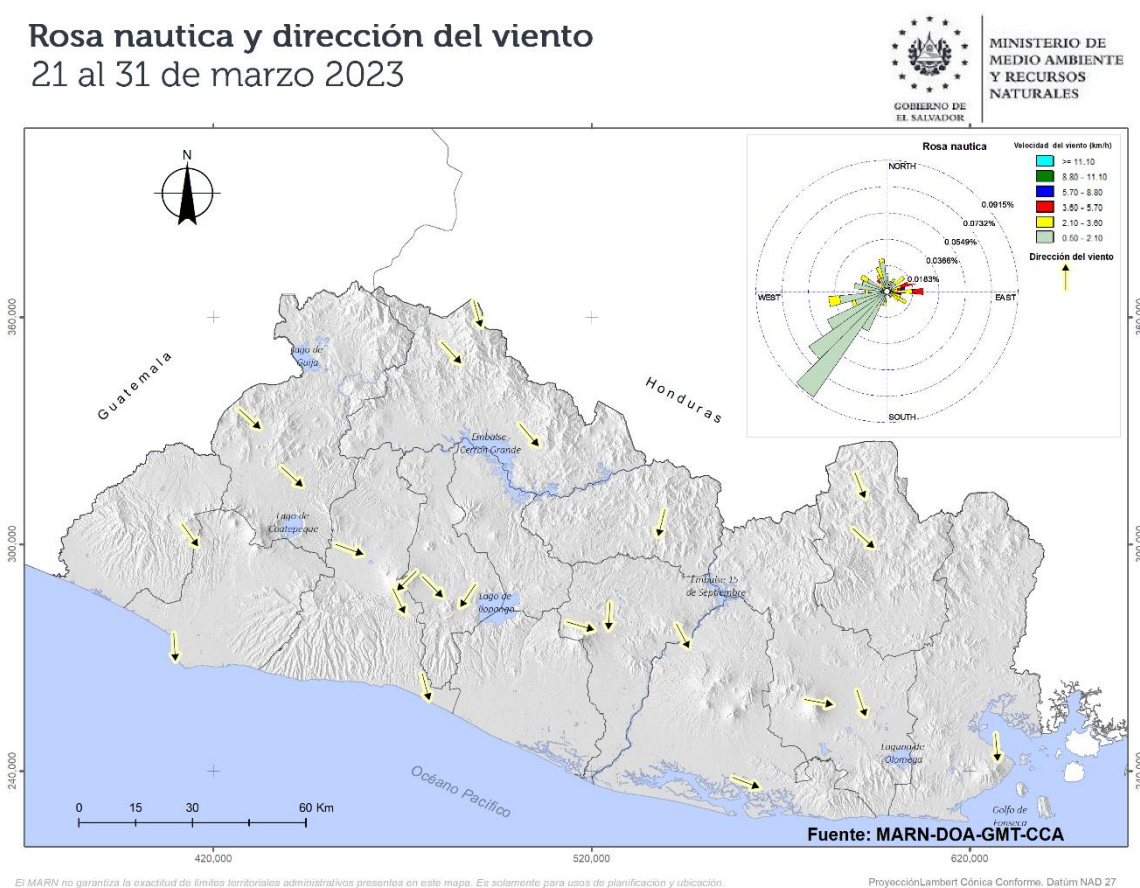 Rosa nautica y dirección del viento
21 al 31 de marzo 2023
GOBIERNO DE
EL SALVADOR
MINISTERIO DE
MEDIO AMBIENTE
Y RECURSOS
NATURALES
N
Rosa nautica
NORTH
WEST
EAST
SOUTH
0.0915%
0.0732%
0.0549%
0.0366%
0.0183%
Velocidad del viento (km/h)
>= 11.10
8.80 - 11.10
5.70 - 8.80
3.60 - 5.70
2.10 - 3.60
0.50 - 2.10
Dirección del viento
Guatemala
Honduras
Lago de
Guija
Embalse
Cerrón Grande
Lago de
Coatepeque
Lago de
Ilopango
Embalse 15
de Septiembre
Laguna de
Olomega
Golfo de
Fonseca
Océano Pacífico
360,000
300,000
240,000
0 15 30 60 Km
Fuente: MARN-DOA-GMT-CCA
420,000
520,000
620,000
El MARN no garantiza la exactitud de limites territoriales administrativos presentes en este mapa. Es solamente para usos de planificación y ubicación.
ProyecciónLambert Cónica Conforme. Datúm NAD 27